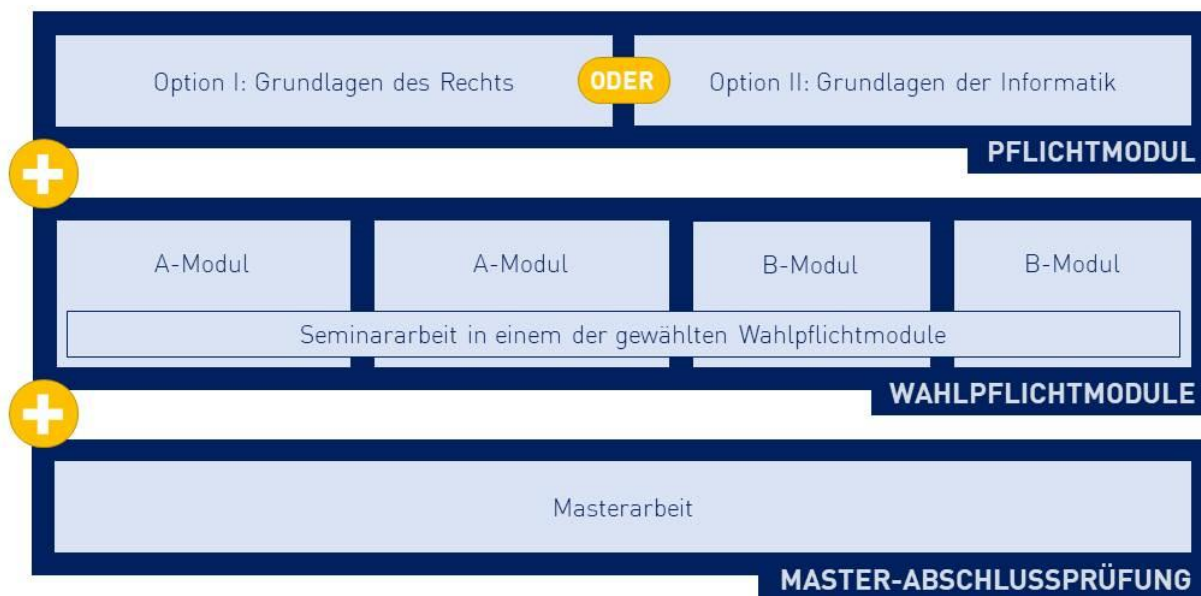 Option I: Grundlagen des Rechts
ODER
Option II: Grundlagen der Informatik
PFLICHTMODUL
A-Modul
A-Modul
B-Modul
B-Modul
Seminararbeit in einem der gewählten Wahlpflichtmodule
WAHLPFLICHTMODULE
Masterarbeit
MASTER-ABSCHLUSSPRÜFUNG